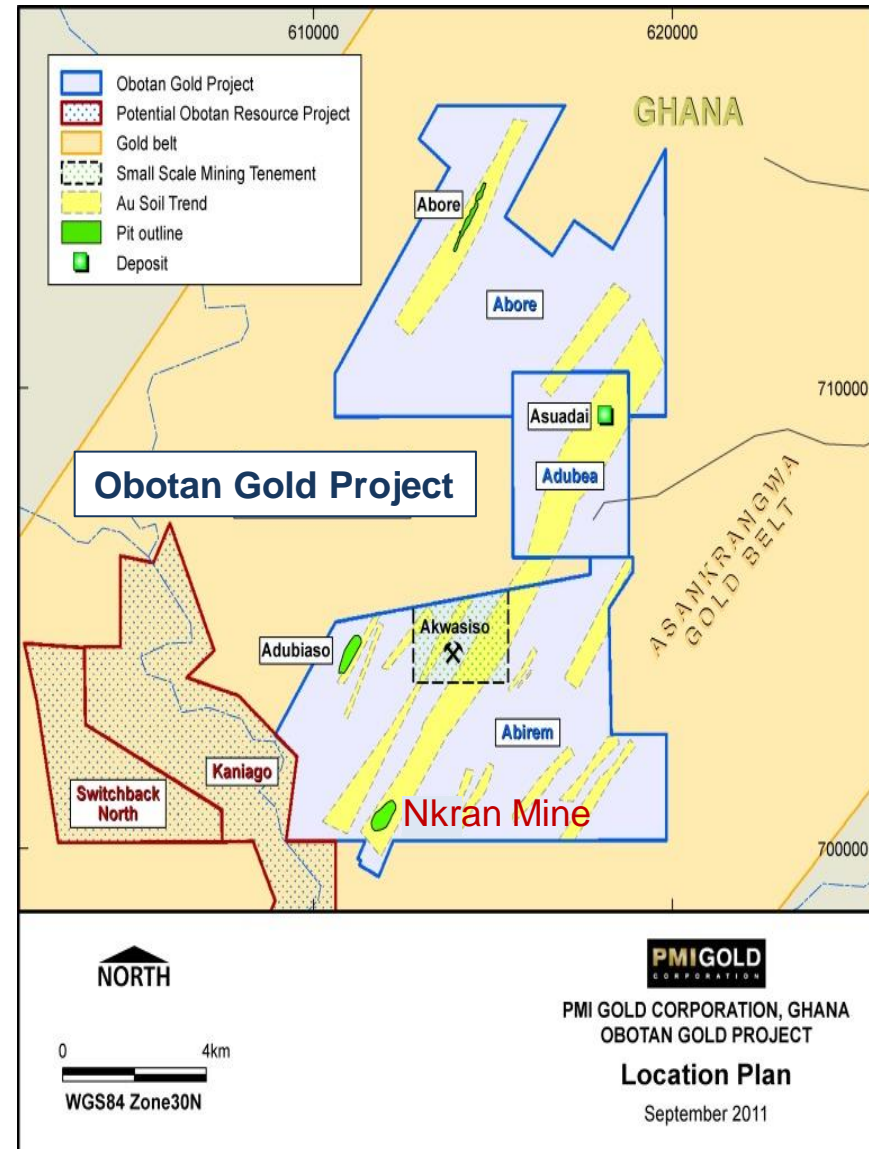 610000
620000
Obotan Gold Project
Potential Obotan Resource Project
Gold belt
Small Scale Mining Tenement
Au Soil Trend
Pit outline
Deposit
GHANA
Abore
Abore
710000
Asuadai
Adubea
Obotan Gold Project
ASANKRANGWA
GOLD BELT
Akwasiso
Adubiaso
Abirem
Kaniago
Switchback
North
Nkran Mine
700000
NORTH
0 4km
WGS84 Zone30N
PMIGOLD
CORPORATION
PMI GOLD CORPORATION, GHANA
OBOTAN GOLD PROJECT
Location Plan
September 2011